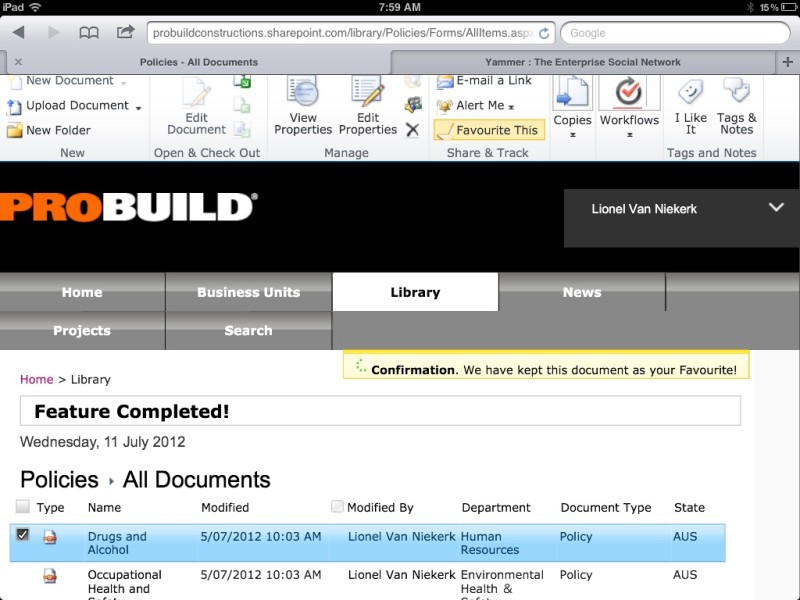 iPad 7:59 AM 15%
probuildconstructions.sharepoint.com/library/Policies/Forms/AllItems.aspx Google
Policies - All Documents Yammer : The Enterprise Social Network
New Document
Upload Document
New Folder
New
Edit Document
Open & Check Out
View Properties
Edit Properties
Manage
E-mail a Link
Alert Me
Favourite This
Share & Track
Copies
Workflows
I Like It
Tags & Notes
Tags and Notes
PROBUILD®
Lionel Van Niekerk
Home Business Units Library News
Projects Search
Confirmation. We have kept this document as your Favourite!
Home > Library
Feature Completed!
Wednesday, 11 July 2012
Policies All Documents
Type Name Modified Modified By Department Document Type State
Drugs and Alcohol 5/07/2012 10:03 AM Lionel Van Niekerk Human Resources Policy AUS
Occupational Health and 5/07/2012 10:03 AM Lionel Van Niekerk Environmental Health & Policy AUS